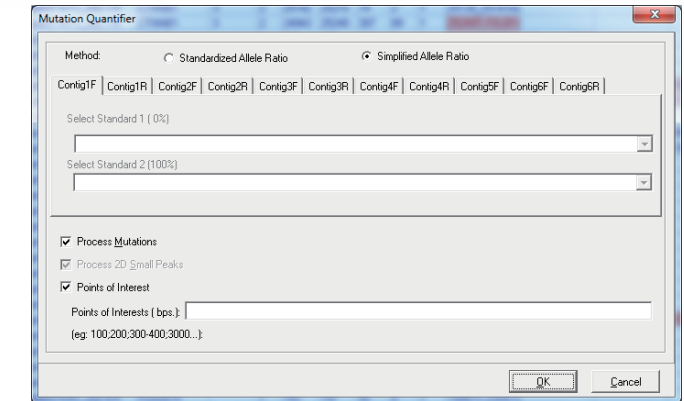 Mutation Quantifier
Method: Standardized Allele Ratio Simplified Allele Ratio
Contig1F Contig1R Contig2F Contig2R Contig3F Contig3R Contig4F Contig4R Contig5F Contig6F Contig6R
Select Standard 1 ( 0%)
Select Standard 2 (100%)
Process Mutations
Process 2D Small Peaks
Points of Interest
Points of Interests ( bps.):
(eg: 100;200;300-400;3000...):
OK Cancel